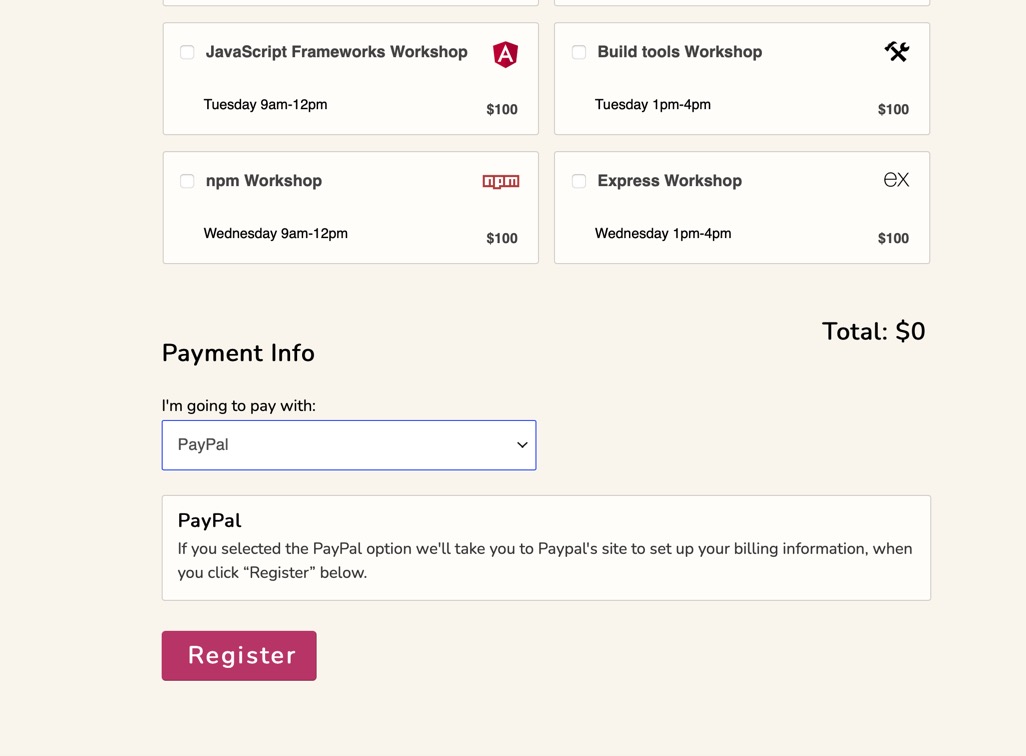 JavaScript Frameworks Workshop
A
Tuesday 9am-12pm
$100
Build tools Workshop
Tuesday 1pm-4pm
$100
npm Workshop
npm
Wednesday 9am-12pm
$100
Express Workshop
ex
Wednesday 1pm-4pm
$100
Total: $0
Payment Info
I'm going to pay with:
PayPal
PayPal
If you selected the PayPal option we'll take you to Paypal's site to set up your billing information, when
you click “Register” below.
Register